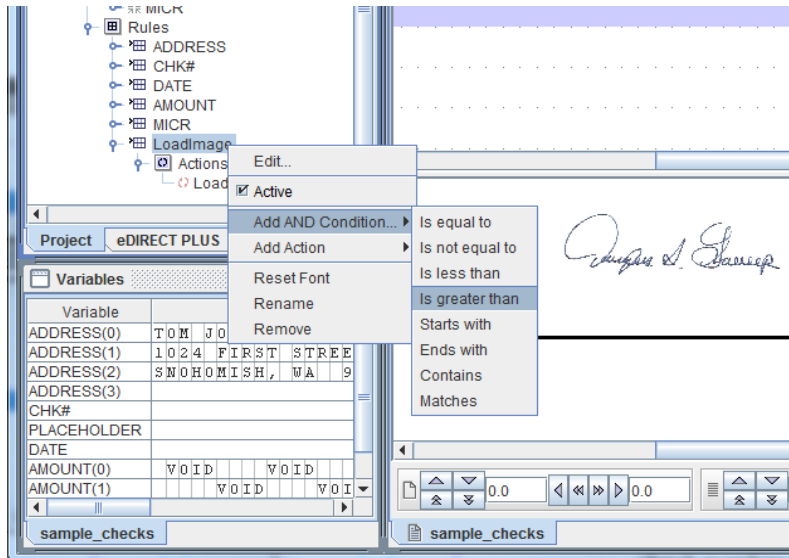 MICR
Rules
ADDRESS
CHK#
DATE
AMOUNT
MICR
LoadImage
Actions
Load
Edit...
Active
Add AND Condition...
Add Action
Reset Font
Rename
Remove
Is equal to
Is not equal to
Is less than
Is greater than
Starts with
Ends with
Contains
Matches
Project
eDIRECT PLUS
Variables
Variable
ADDRESS(0) TOM JO
ADDRESS(1) 1024 FIRST STREE
ADDRESS(2) SNOHOMISH, WA 9
ADDRESS(3)
CHK#
PLACEHOLDER
DATE
AMOUNT(0) VOID VOID
AMOUNT(1) VOID VOI
sample_checks
0.0
0.0
sample_checks